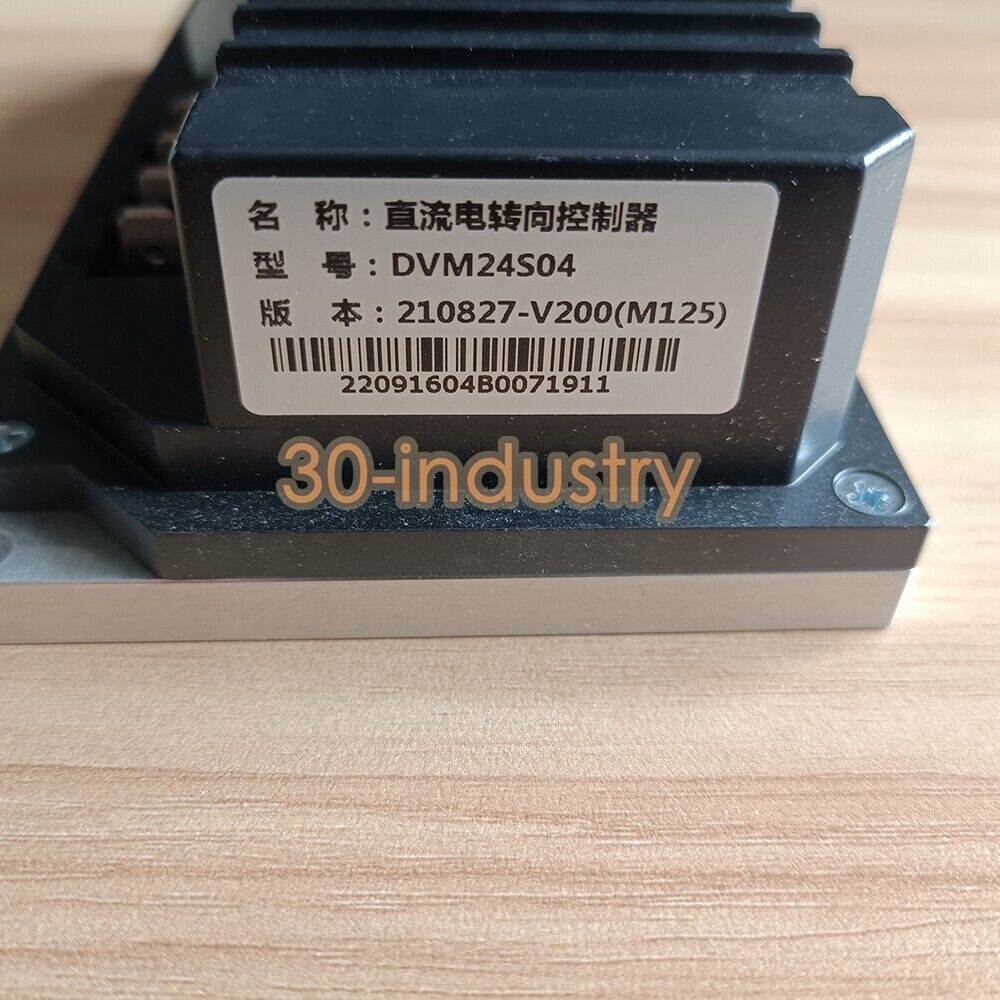 名 称：直流电转向控制器
型 号：DVM24S04
版 本：210827-V200(M125)
22091604B0071911
30-industry